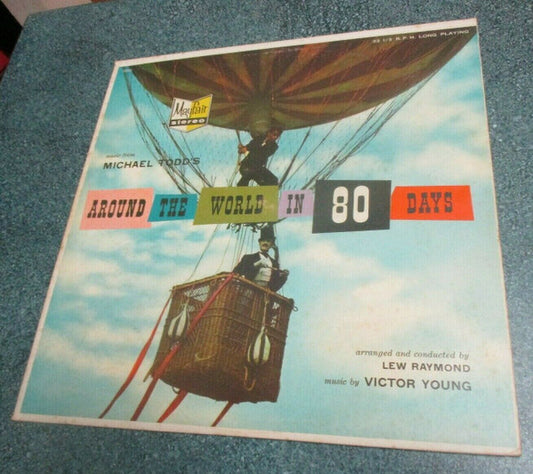 33 1/3 R.P.M. LONG PLAYING
Mayfair
stereo
music from
MICHAEL TODD'S
AROUND THE WORLD IN 80 DAYS
arranged and conducted by
LEW RAYMOND
music by VICTOR YOUNG